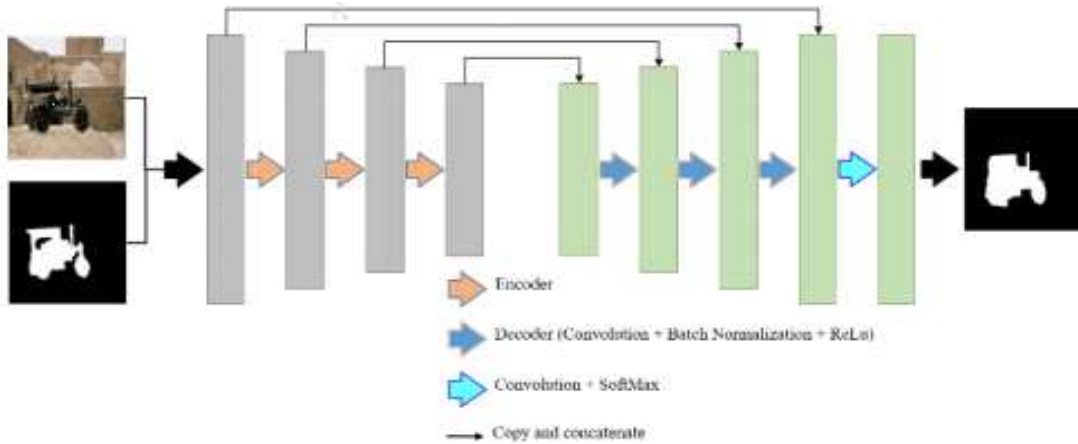 Encoder
Decoder (Convolution + Batch Normalization + ReLu)
Convolution + SoftMax
Copy and concatenate